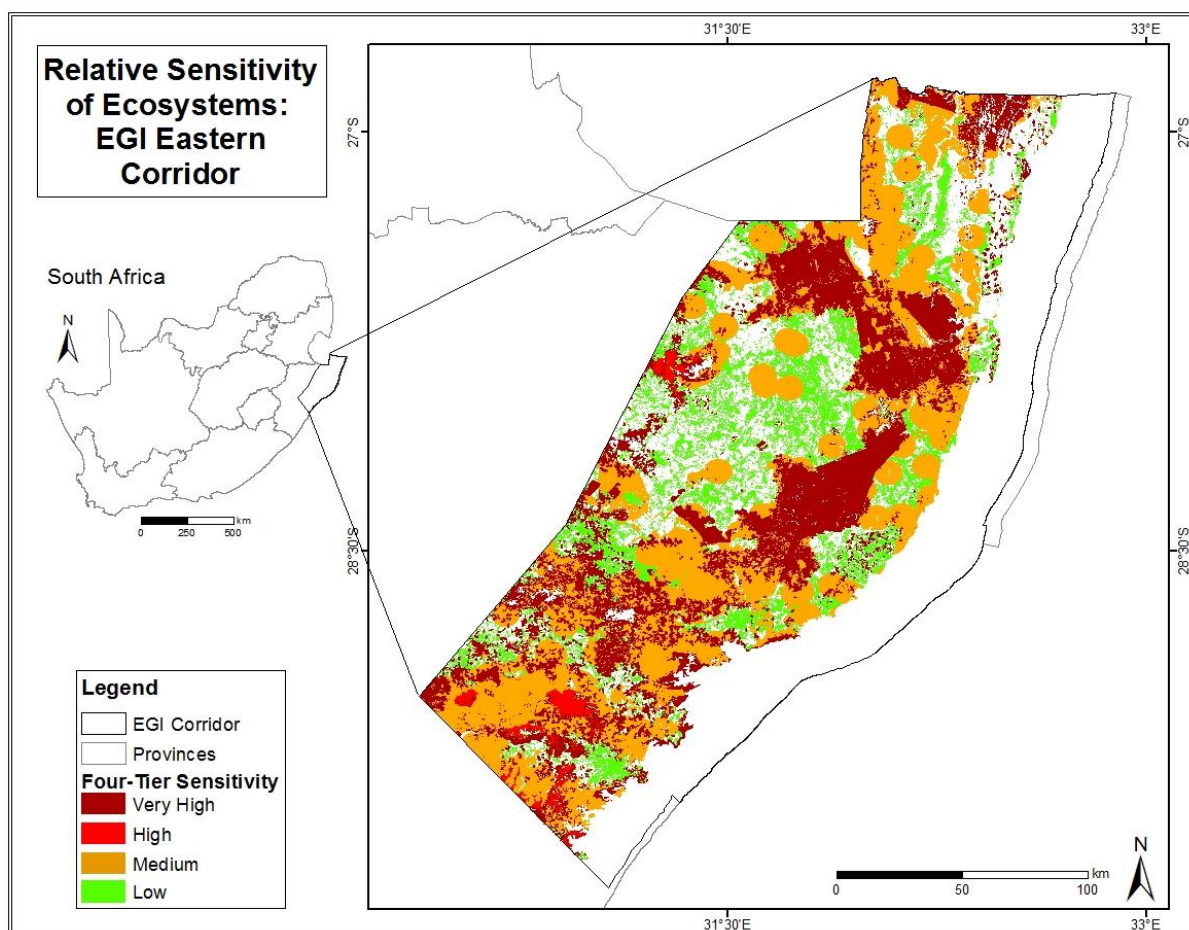 Relative Sensitivity
of Ecosystems:
EGI Eastern
Corridor
31°30'E
33°E
27°S
27°S
South Africa
N
0
250
500
km
28°30'S
28°30'S
Legend
EGI Corridor
Provinces
Four-Tier Sensitivity
Very High
High
Medium
Low
N
km
0
50
100
31°30'E
33°E